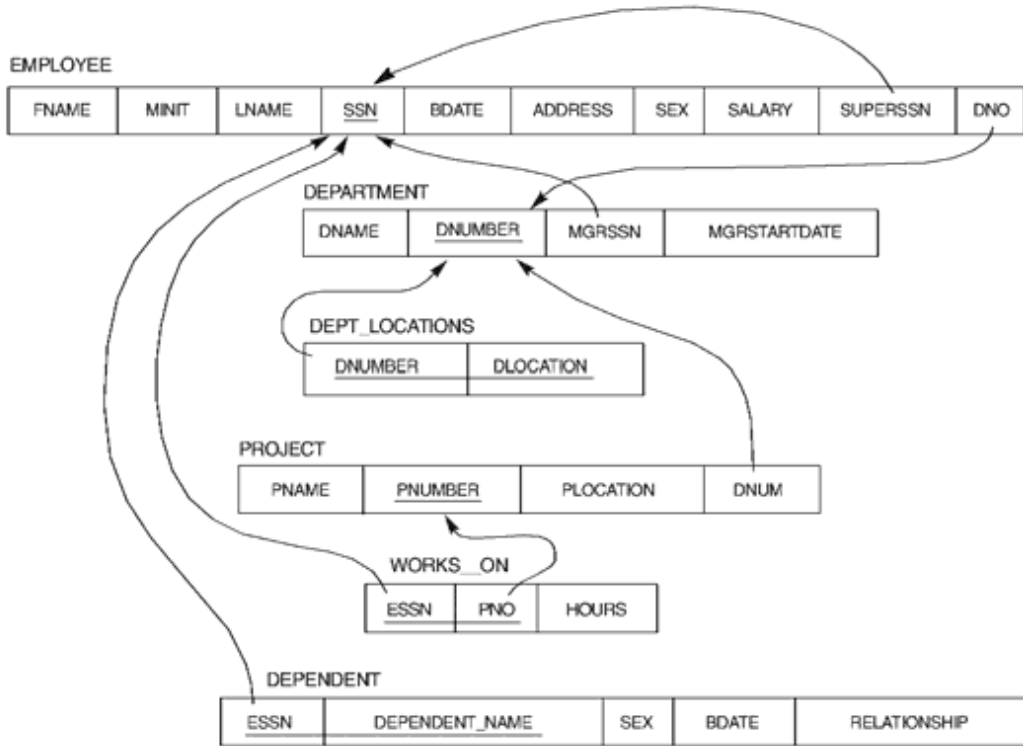 EMPLOYEE
FNAME MINIT LNAME SSN BDATE ADDRESS SEX SALARY SUPERSSN DNO
DEPARTMENT
DNAME DNUMBER MGRSSN MGRSTARTDATE
DEPT_LOCATIONS
DNUMBER DLOCATION
PROJECT
PNAME PNUMBER PLOCATION DNUM
WORKS_ON
ESSN PNO HOURS
DEPENDENT
ESSN DEPENDENT_NAME SEX BDATE RELATIONSHIP